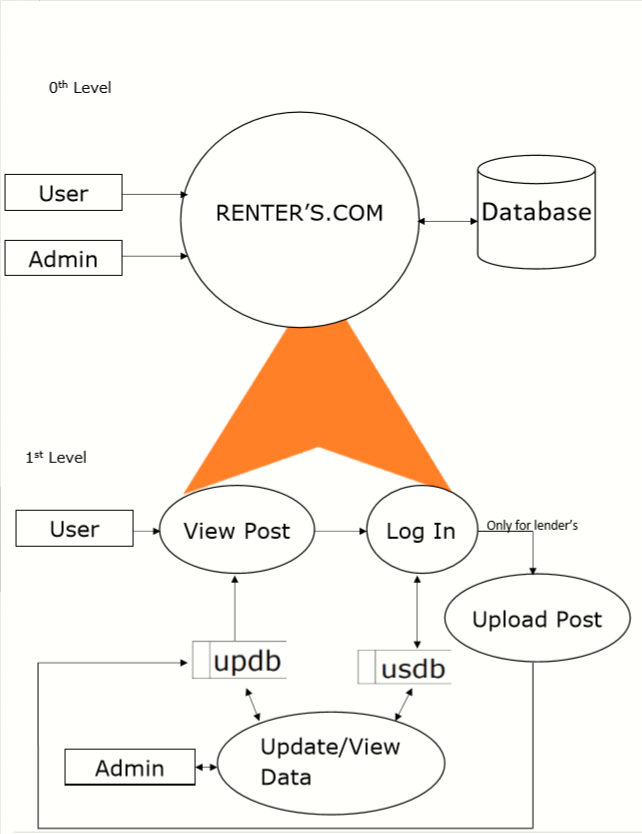 0th Level
User
RENTER'S.COM
Database
Admin
1st Level
User
View Post
Log In
Only for lender's
Upload Post
updb
usdb
Update/View
Data
Admin